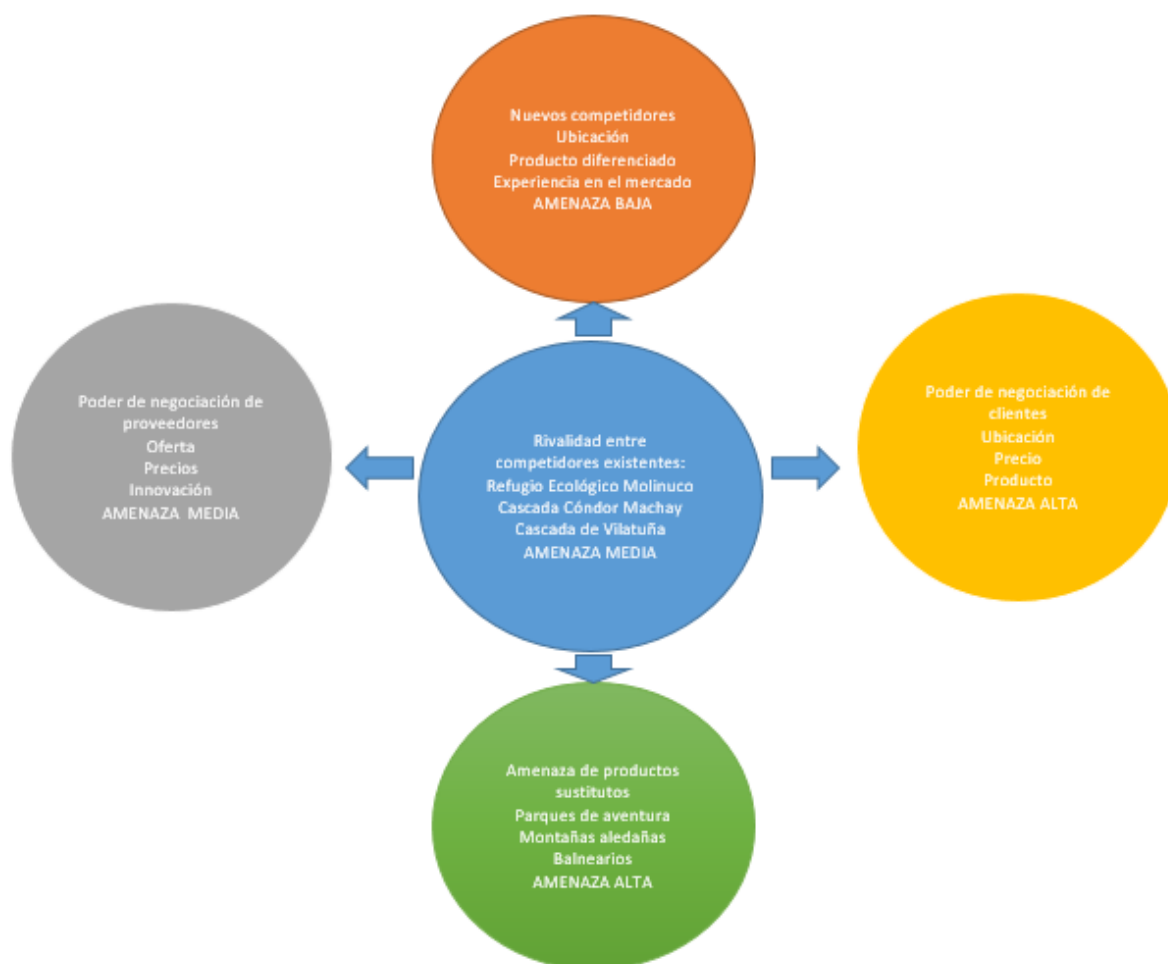 Nuevos competidores
Ubicación
Producto diferenciado
Experiencia en el mercado
AMENAZA BAJA
Poder de negociación de
proveedores
Oferta
Precios
Innovación
AMENAZA  MEDIA
Rivalidad entre
competidores existentes:
Refugio Ecológico Molinuco
Cascada Cóndor Machay
Cascada de Vilatuña
AMENAZA MEDIA
Poder de negociación de
clientes
Ubicación
Precio
Producto
AMENAZA ALTA
Amenaza de productos
sustitutos
Parques de aventura
Montañas aledañas
Balnearios
AMENAZA ALTA